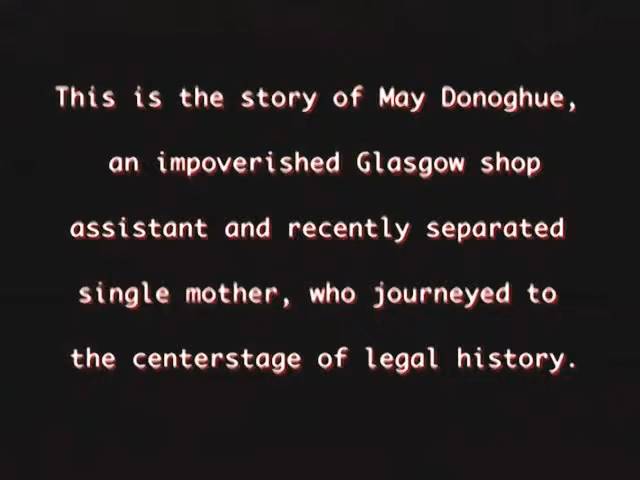 This is the story of May Donoghue,
an impoverished Glasgow shop
assistant and recently separated
single mother, who journeyed to
the centerstage of legal history.